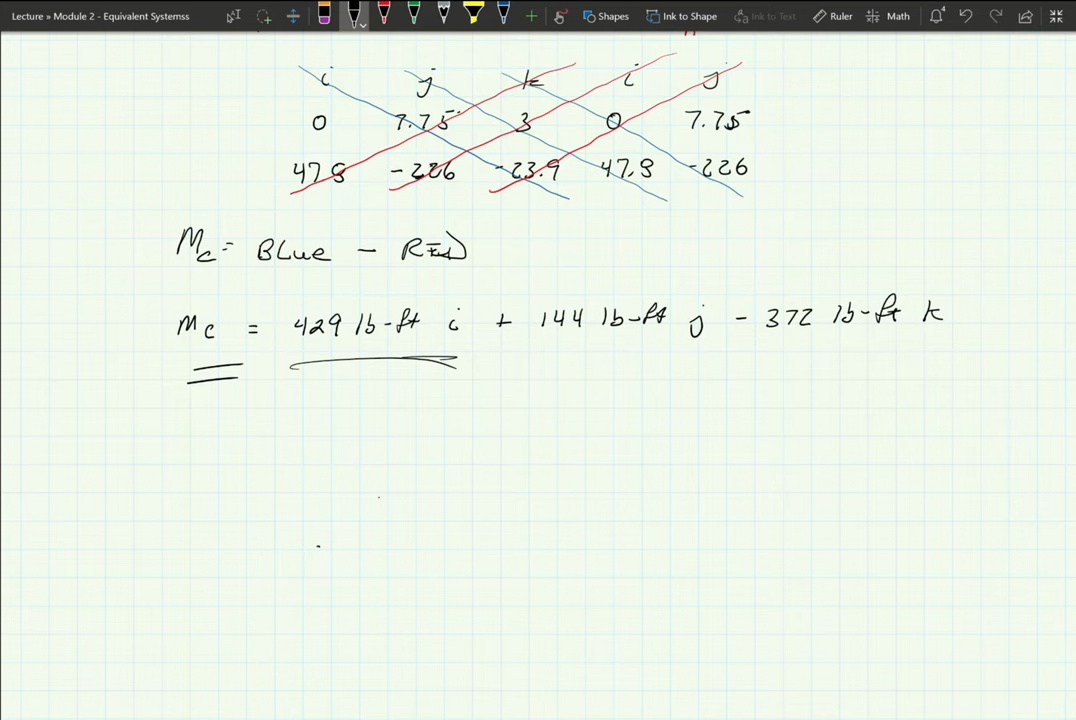 Lecture » Module 2 - Equivalent Systemss Shapes Ink to Shape Ink to Text Ruler Math 4
i j k i j
0 7.75 3 0 7.75
47.8 -226 -23.9 47.8 -226
Mc = BLUE - RED
Mc = 429 lb-ft i + 144 lb-ft j - 372 lb-ft k